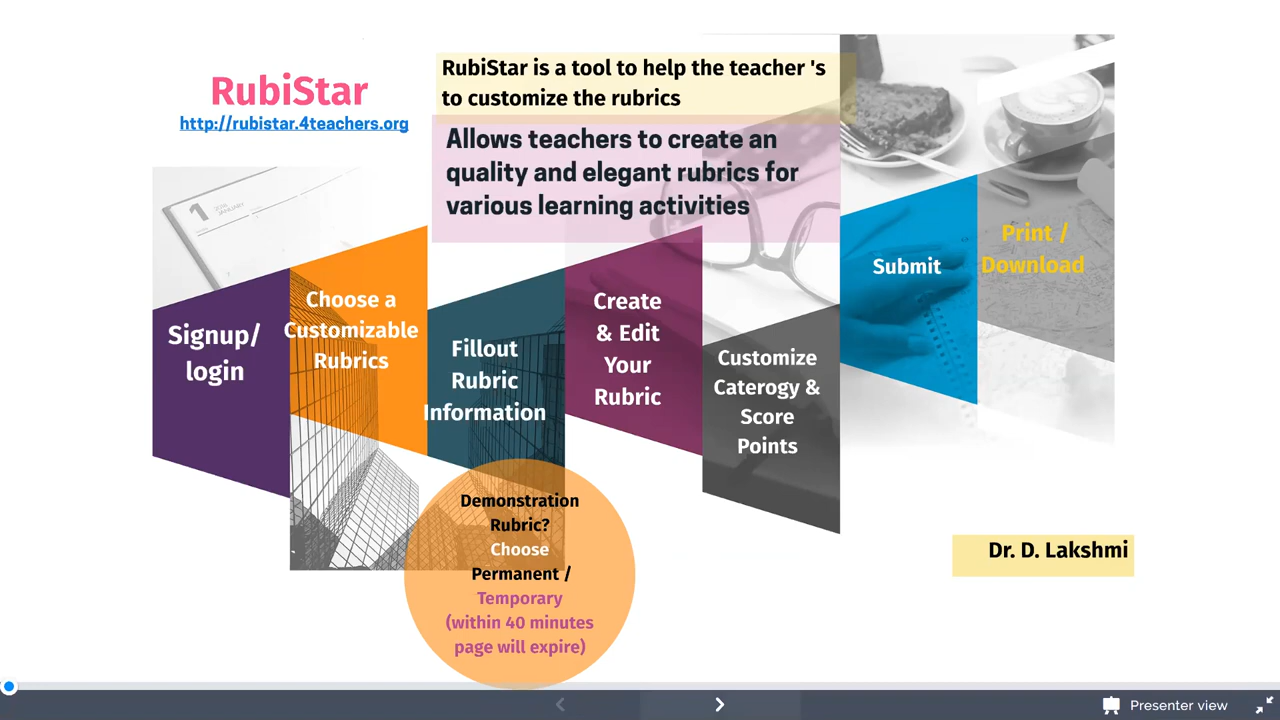 RubiStar
http://rubistar.4teachers.org
RubiStar is a tool to help the teacher 's
to customize the rubrics
Allows teachers to create an
quality and elegant rubrics for
various learning activities
1
JANUARY
Signup/
login
Choose a
Customizable
Rubrics
Fillout
Rubric
Information
Create
& Edit
Your
Rubric
Customize
Caterogy &
Score
Points
Submit
Print /
Download
Demonstration
Rubric?
Choose
Permanent /
Temporary
(within 40 minutes
page will expire)
Dr. D. Lakshmi
Presenter view